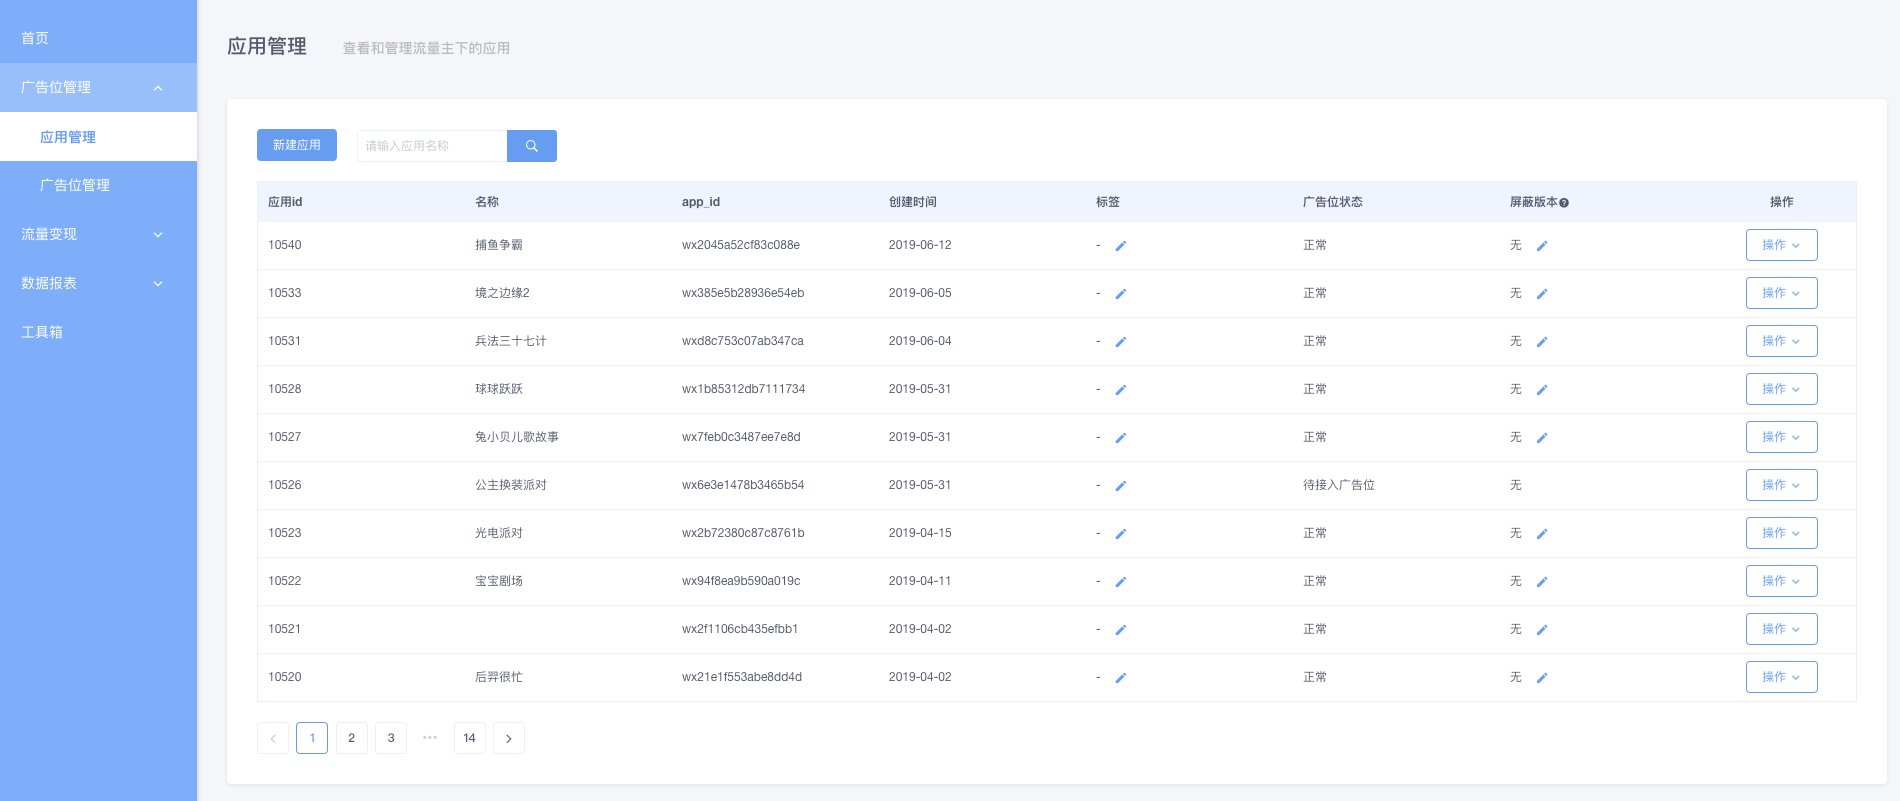 首页
广告位管理
应用管理
广告位管理
流量变现
数据报表
工具箱
应用管理 查看和管理流量主下的应用
新建应用 请输入应用名称
应用id 名称 app_id 创建时间 标签 广告位状态 屏蔽版本 操作
10540 捕鱼争霸 wx2045a52cf83c088e 2019-06-12 - 正常 无 操作
10533 境之边缘2 wx385e5b28936e54eb 2019-06-05 - 正常 无 操作
10531 兵法三十七计 wxd8c753c07ab347ca 2019-06-04 - 正常 无 操作
10528 球球跃跃 wx1b85312db7111734 2019-05-31 - 正常 无 操作
10527 兔小贝儿歌故事 wx7feb0c3487ee7e8d 2019-05-31 - 正常 无 操作
10526 公主换装派对 wx6e3e1478b3465b54 2019-05-31 - 待接入广告位 无 操作
10523 光电派对 wx2b72380c87c8761b 2019-04-15 - 正常 无 操作
10522 宝宝剧场 wx94f8ea9b590a019c 2019-04-11 - 正常 无 操作
10521 wx2f1106cb435efbb1 2019-04-02 - 正常 无 操作
10520 后羿很忙 wx21e1f553abe8dd4d 2019-04-02 - 正常 无 操作
1 2 3 ••• 14